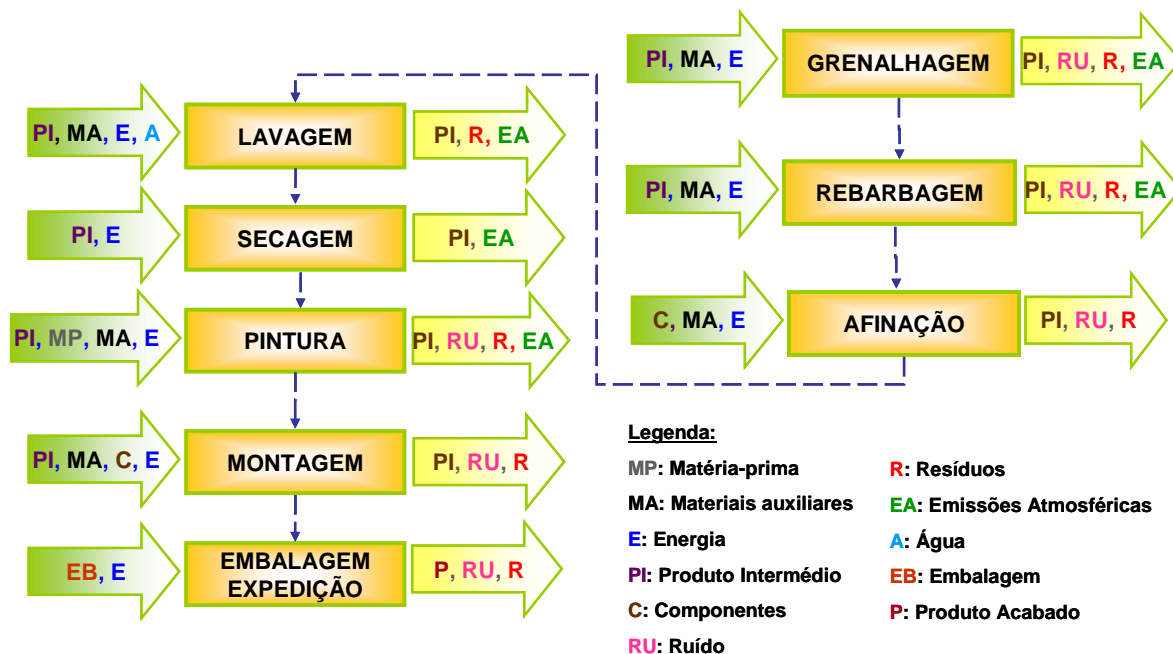 PI, MA, E
GRENALHAGEM
PI, RU, R, EA
PI, MA, E
REBARBAGEM
PI, RU, R, EA
C, MA, E
AFINAÇÃO
PI, RU, R
PI, MA, E, A
LAVAGEM
PI, R, EA
PI, E
SECAGEM
PI, EA
PI, MP, MA, E
PINTURA
PI, RU, R, EA
PI, MA, C, E
MONTAGEM
PI, RU, R
EB, E
EMBALAGEM
EXPEDIÇÃO
P, RU, R
Legenda:
MP: Matéria-prima
MA: Materiais auxiliares
E: Energia
PI: Produto Intermédio
C: Componentes
RU: Ruído
R: Resíduos
EA: Emissões Atmosféricas
A: Água
EB: Embalagem
P: Produto Acabado